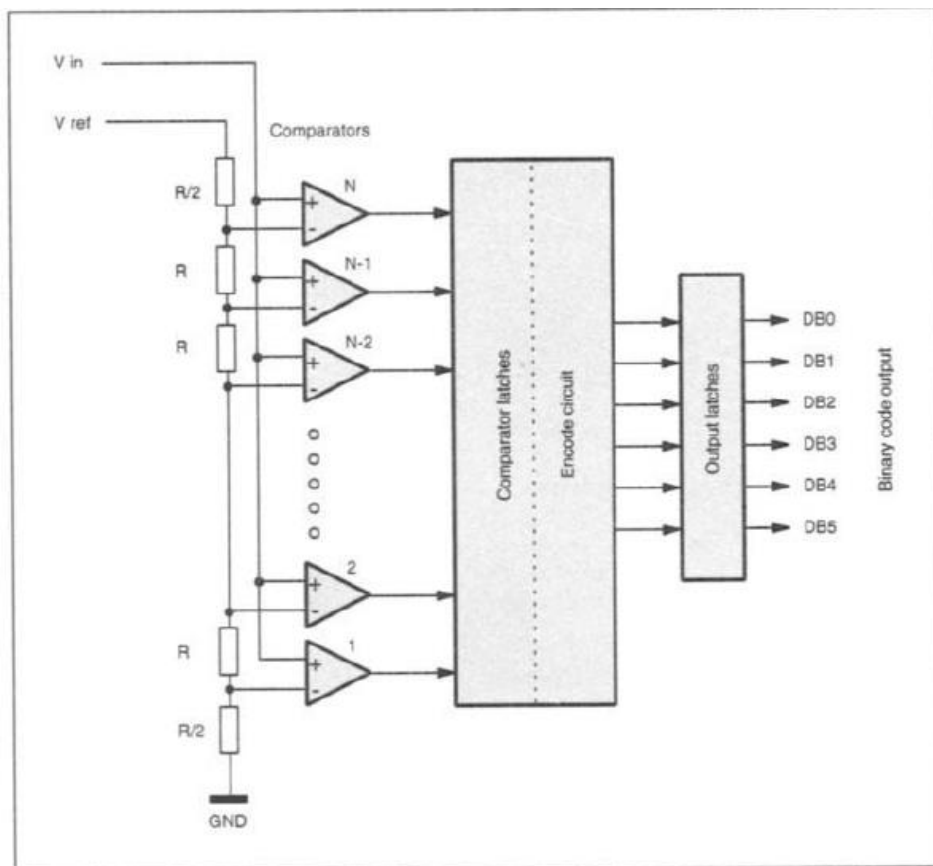 V in
V ref
Comparators
R/2
N
+
-
R
N-1
+
-
R
N-2
+
-
2
+
-
R
1
+
-
R/2
GND
Comparator latches
Encode circuit
Output latches
DB0
DB1
DB2
DB3
DB4
DB5
Binary code output